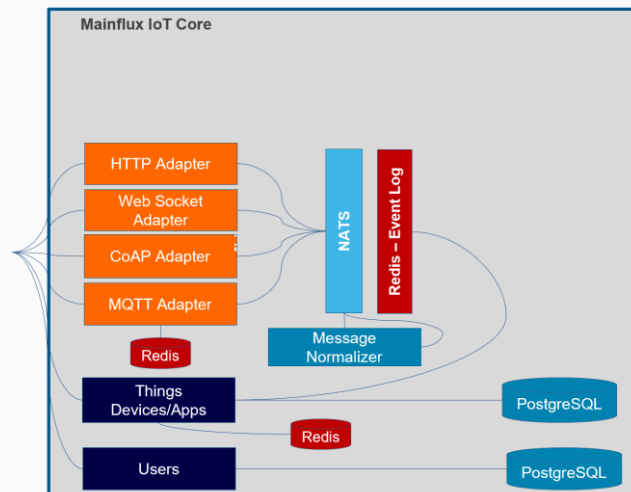 Mainflux IoT Core
HTTP Adapter
Web Socket
Adapter
CoAP Adapter
MQTT Adapter
Redis
NATS
Redis – Event Log
Message
Normalizer
Things
Devices/Apps
PostgreSQL
Redis
Users
PostgreSQL